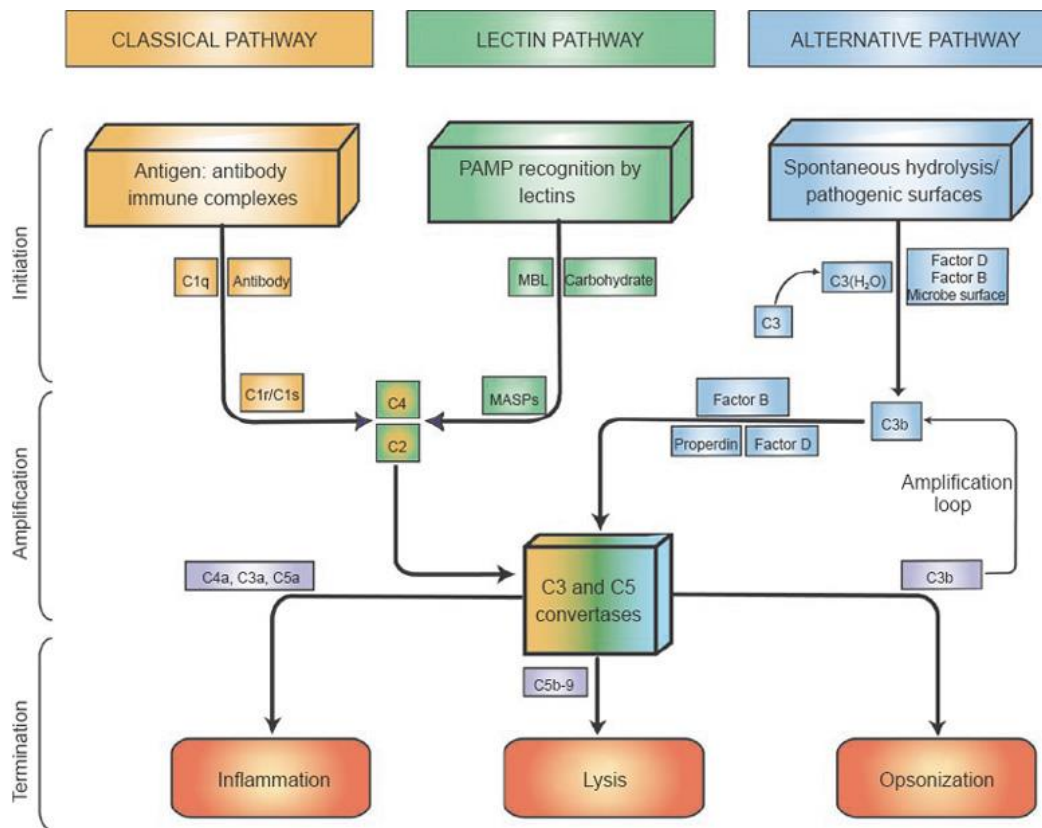 CLASSICAL PATHWAY
LECTIN PATHWAY
ALTERNATIVE PATHWAY
Initiation
Antigen: antibody
immune complexes
PAMP recognition by
lectins
Spontaneous hydrolysis/
pathogenic surfaces
C1q
Antibody
MBL
Carbohydrate
C3
C3(H₂O)
Factor D
Factor B
Microbe surface
Amplification
C1r/C1s
C4
C2
MASPs
Factor B
Properdin
Factor D
C3b
Amplification
loop
C4a, C3a, C5a
C3 and C5
convertases
C3b
Termination
C5b-9
Inflammation
Lysis
Opsonization